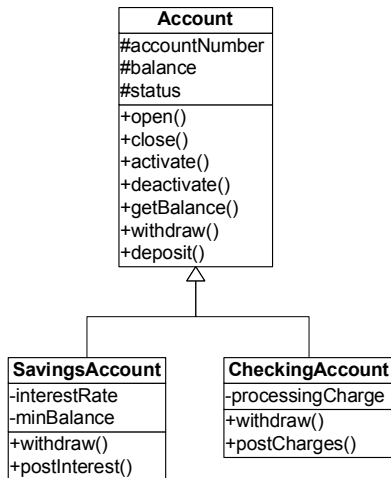 Account
#accountNumber
#balance
#status
+open()
+close()
+activate()
+deactivate()
+getBalance()
+withdraw()
+deposit()
SavingsAccount
-interestRate
-minBalance
+withdraw()
+postInterest()
CheckingAccount
-processingCharge
+withdraw()
+postCharges()